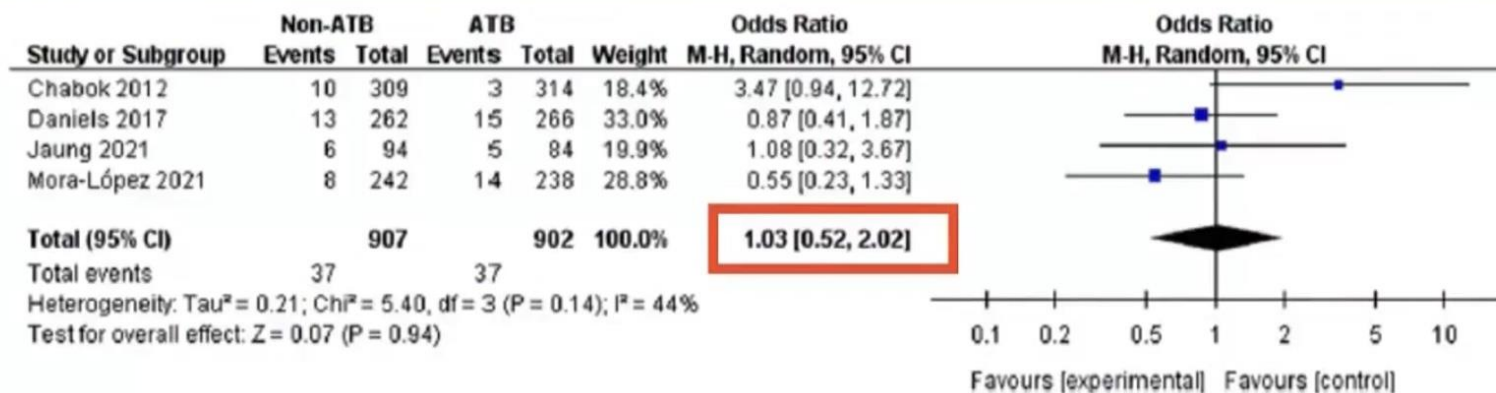 Non-ATB ATB Odds Ratio Odds Ratio
Study or Subgroup Events Total Events Total Weight M-H, Random, 95% CI M-H, Random, 95% CI
Chabok 2012 10 309 3 314 18.4% 3.47 [0.94, 12.72]
Daniels 2017 13 262 15 266 33.0% 0.87 [0.41, 1.87]
Jaung 2021 6 94 5 84 19.9% 1.08 [0.32, 3.67]
Mora-López 2021 8 242 14 238 28.8% 0.55 [0.23, 1.33]
Total (95% CI) 907 902 100.0% 1.03 [0.52, 2.02]
Total events 37 37
Heterogeneity: Tau² = 0.21; Chi² = 5.40, df = 3 (P = 0.14); I² = 44%
Test for overall effect: Z = 0.07 (P = 0.94)
0.1 0.2 0.5 1 2 5 10
Favours [experimental] Favours [control]